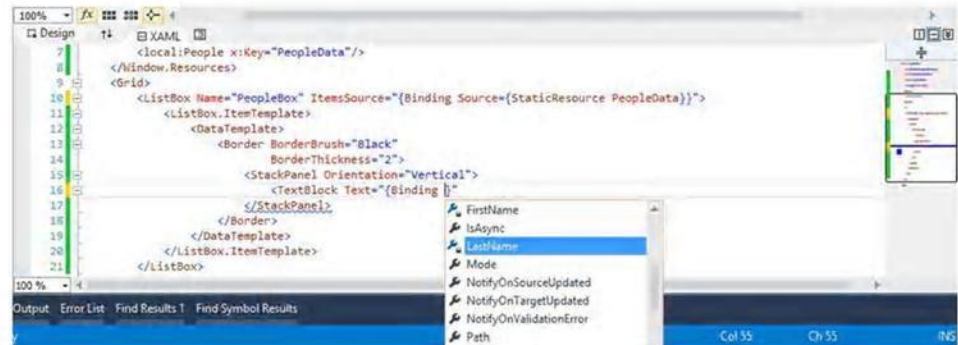 100%
Design XAML
7 <local:People x:Key="PeopleData"/>
8 </Window.Resources>
9 <Grid>
10 <ListBox Name="PeopleBox" ItemsSource="{Binding Source={StaticResource PeopleData}}">
11 <ListBox.ItemTemplate>
12 <DataTemplate>
13 <Border BorderBrush="Black"
14 BorderThickness="2">
15 <StackPanel Orientation="Vertical">
16 <TextBlock Text="{Binding }"
17 </StackPanel>
18 </Border>
19 </DataTemplate>
20 </ListBox.ItemTemplate>
21 </ListBox>
FirstName
IsAsync
LastName
Mode
NotifyOnSourceUpdated
NotifyOnTargetUpdated
NotifyOnValidationError
Path
100 %
Output Error List Find Results 1 Find Symbol Results
y Col 55 Ch 55 INS